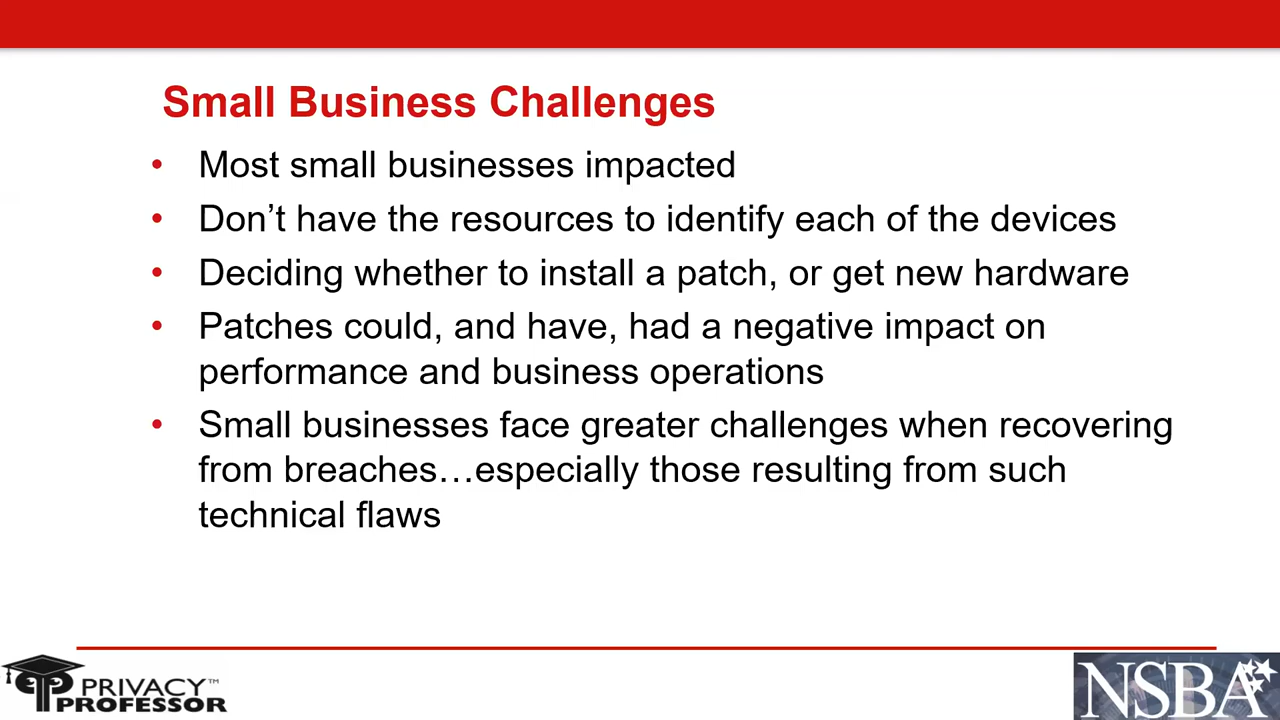 Small Business Challenges
• Most small businesses impacted
• Don’t have the resources to identify each of the devices
• Deciding whether to install a patch, or get new hardware
• Patches could, and have, had a negative impact on
performance and business operations
• Small businesses face greater challenges when recovering
from breaches…especially those resulting from such
technical flaws
PRIVACY™
PROFESSOR
NSBA